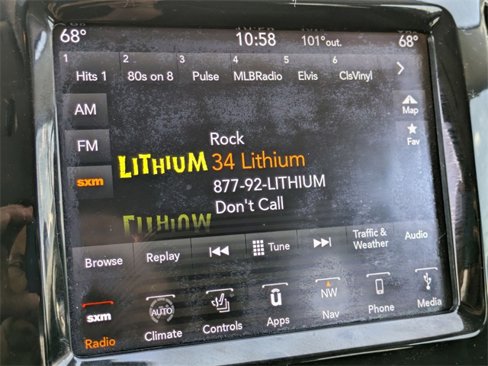 68° 10:58 101°out. 68°
1 Hits 1 2 80s on 8 3 Pulse 4 MLBRadio 5 Elvis 6 ClsVinyl
AM
Map
FM
Fav
sxm
Rock
LITHIUM 34 Lithium
877-92-LITHIUM
Don't Call
Browse Replay Tune Traffic & Weather Audio
sxm AUTO NW
Radio Climate Controls Apps Nav Phone Media